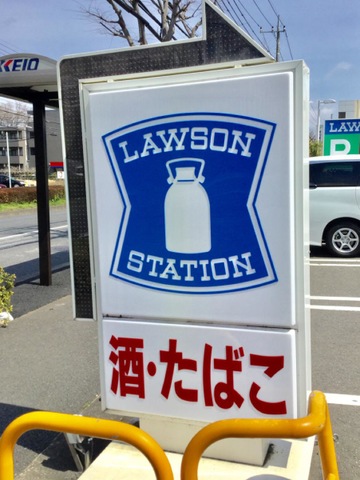 KEIO
LAWSON
STATION
酒・たばこ
LAW
P